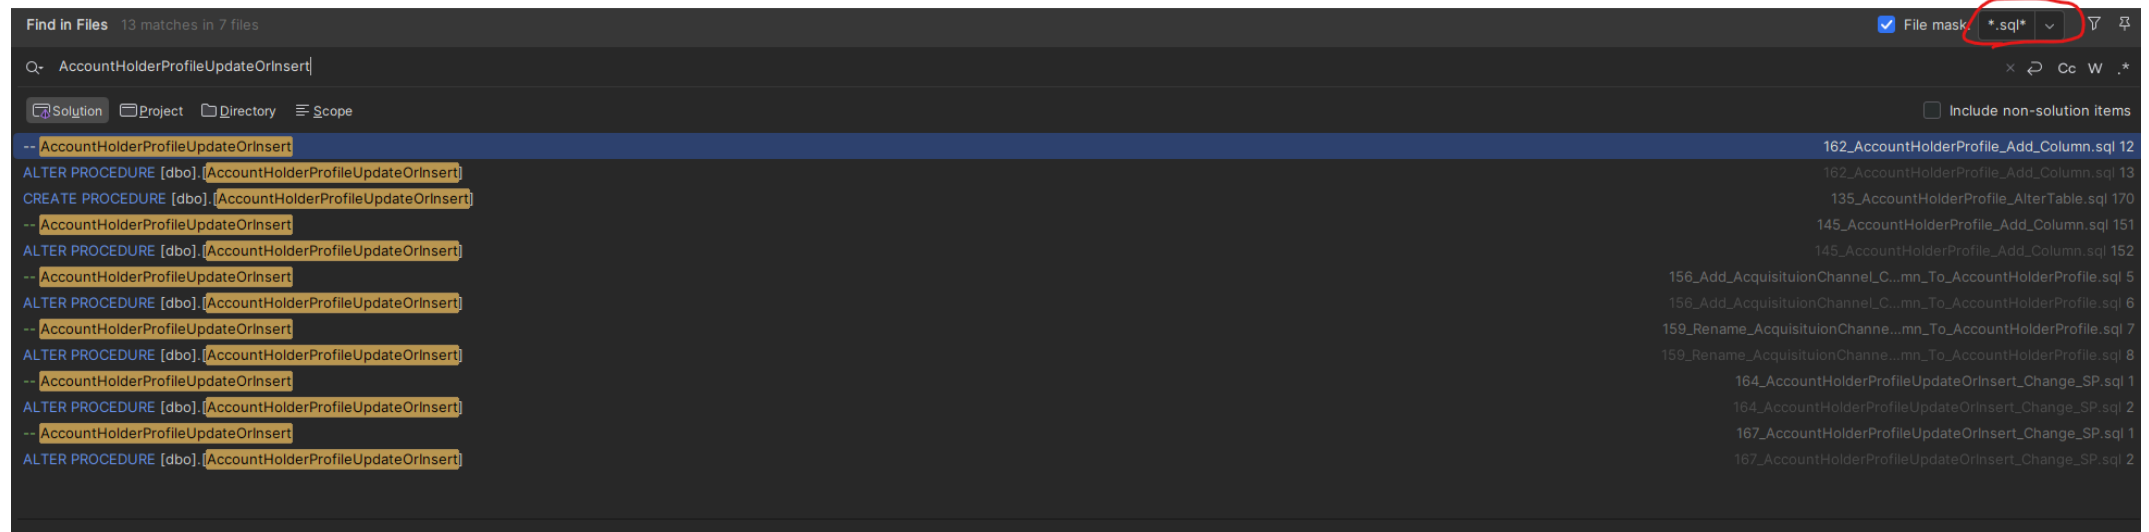 Find in Files 13 matches in 7 files File mask: *.sql*
AccountHolderProfileUpdateOrInsert Cc W .*
Solution Project Directory Scope Include non-solution items
-- AccountHolderProfileUpdateOrInsert 162_AccountHolderProfile_Add_Column.sql 12
ALTER PROCEDURE [dbo].[AccountHolderProfileUpdateOrInsert] 162_AccountHolderProfile_Add_Column.sql 13
CREATE PROCEDURE [dbo].[AccountHolderProfileUpdateOrInsert] 135_AccountHolderProfile_AlterTable.sql 170
-- AccountHolderProfileUpdateOrInsert 145_AccountHolderProfile_Add_Column.sql 151
ALTER PROCEDURE [dbo].[AccountHolderProfileUpdateOrInsert] 145_AccountHolderProfile_Add_Column.sql 152
-- AccountHolderProfileUpdateOrInsert 156_Add_AcquisituionChannel_C...mn_To_AccountHolderProfile.sql 5
ALTER PROCEDURE [dbo].[AccountHolderProfileUpdateOrInsert] 156_Add_AcquisituionChannel_C...mn_To_AccountHolderProfile.sql 6
-- AccountHolderProfileUpdateOrInsert 159_Rename_AcquisituionChanne...mn_To_AccountHolderProfile.sql 7
ALTER PROCEDURE [dbo].[AccountHolderProfileUpdateOrInsert] 159_Rename_AcquisituionChanne...mn_To_AccountHolderProfile.sql 8
-- AccountHolderProfileUpdateOrInsert 164_AccountHolderProfileUpdateOrInsert_Change_SP.sql 1
ALTER PROCEDURE [dbo].[AccountHolderProfileUpdateOrInsert] 164_AccountHolderProfileUpdateOrInsert_Change_SP.sql 2
-- AccountHolderProfileUpdateOrInsert 167_AccountHolderProfileUpdateOrInsert_Change_SP.sql 1
ALTER PROCEDURE [dbo].[AccountHolderProfileUpdateOrInsert] 167_AccountHolderProfileUpdateOrInsert_Change_SP.sql 2